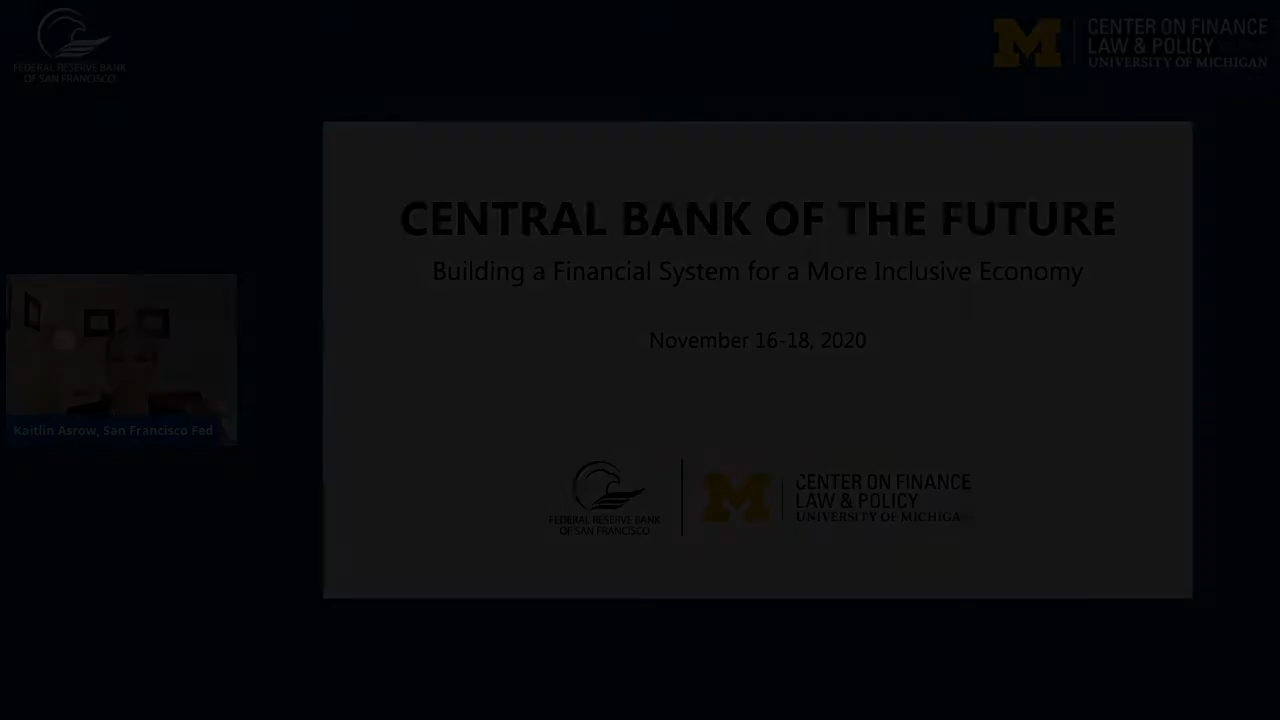 FEDERAL RESERVE BANK
OF SAN FRANCISCO
CENTER ON FINANCE
LAW & POLICY
UNIVERSITY OF MICHIGAN
CENTRAL BANK OF THE FUTURE
Building a Financial System for a More Inclusive Economy
November 16-18, 2020
Kaitlin Asrow, San Francisco Fed
FEDERAL RESERVE BANK
OF SAN FRANCISCO
M
CENTER ON FINANCE
LAW & POLICY
UNIVERSITY OF MICHIGAN